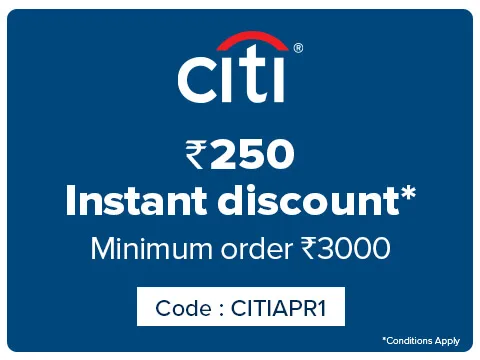 citi®
₹250
Instant discount*
Minimum order ₹3000
Code : CITIAPR1
*Conditions Apply